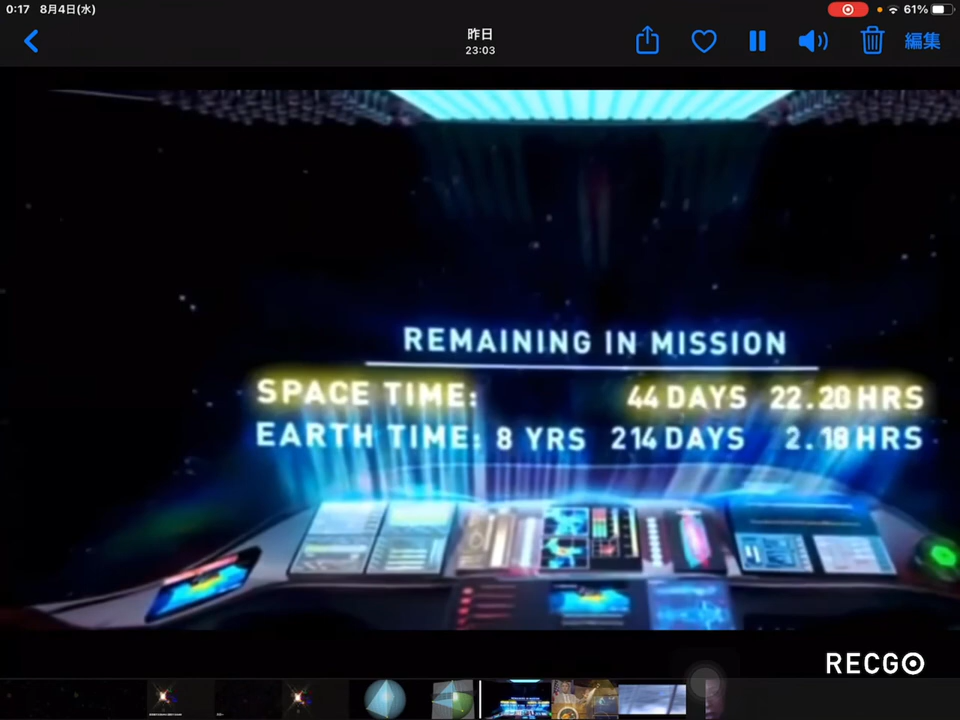 0:17 8月4日(水) 61%
昨日
23:03
編集
REMAINING IN MISSION
SPACE TIME: 44 DAYS 22.20 HRS
EARTH TIME: 8 YRS 214 DAYS 2.18 HRS
RECGO